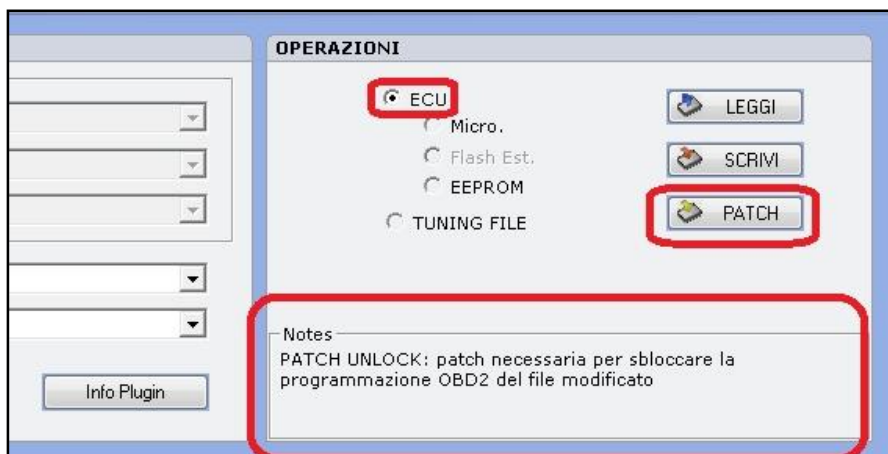 OPERAZIONI
ECU
Micro.
Flash Est.
EEPROM
TUNING FILE
LEGGI
SCRIVI
PATCH
Notes
PATCH UNLOCK: patch necessaria per sbloccare la
programmazione OBD2 del file modificato
Info Plugin